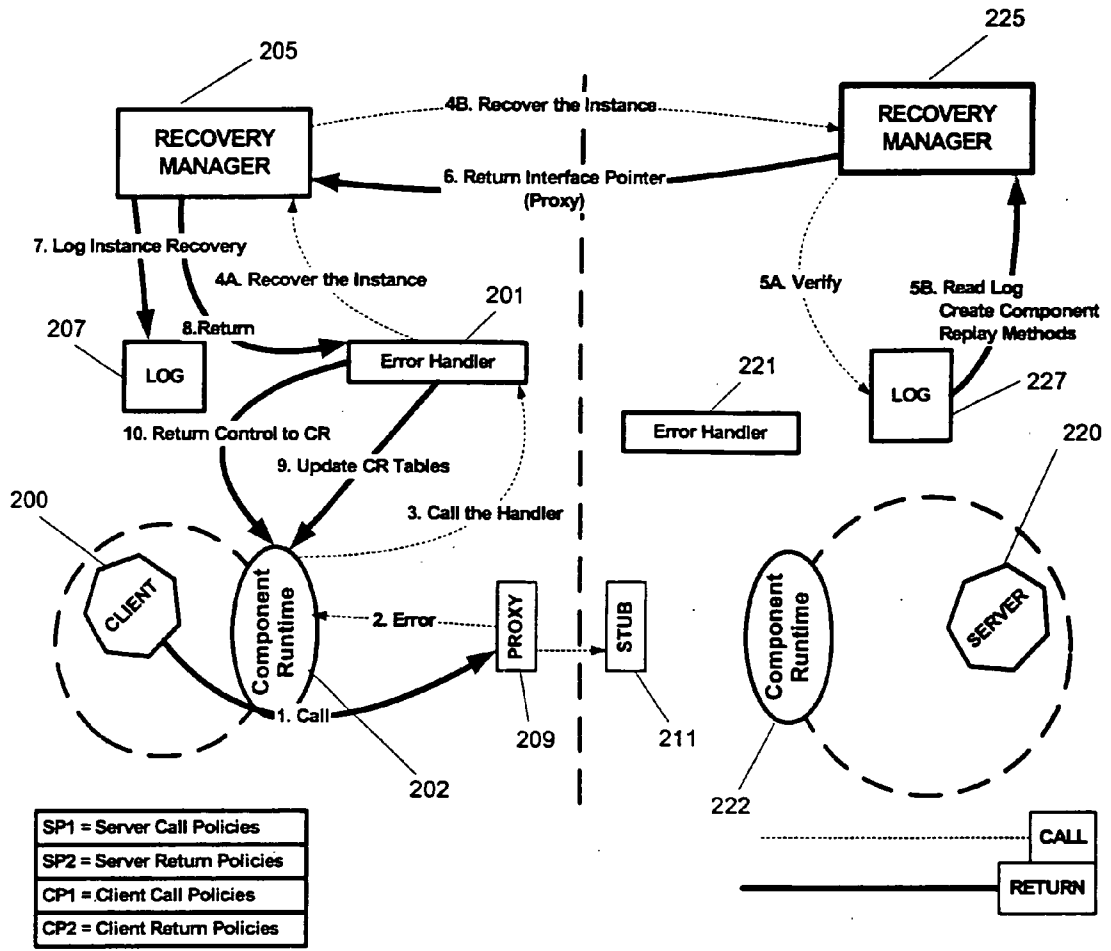 205
225
RECOVERY
MANAGER
4B. Recover the Instance
RECOVERY
MANAGER
6. Return Interface Pointer
(Proxy)
7. Log Instance Recovery
4A. Recover the Instance
5A. Verify
5B. Read Log
Create Component
Replay Methods
207
8.Return
201
LOG
Error Handler
221
LOG
227
Error Handler
10. Return Control to CR
9. Update CR Tables
220
200
3. Call the Handler
CLIENT
Component
Runtime
2. Error
PROXY
STUB
Component
Runtime
SERVER
1. Call
209
211
202
222
SP1 = Server Call Policies
SP2 = Server Return Policies
CP1 = Client Call Policies
CP2 = Client Return Policies
CALL
RETURN